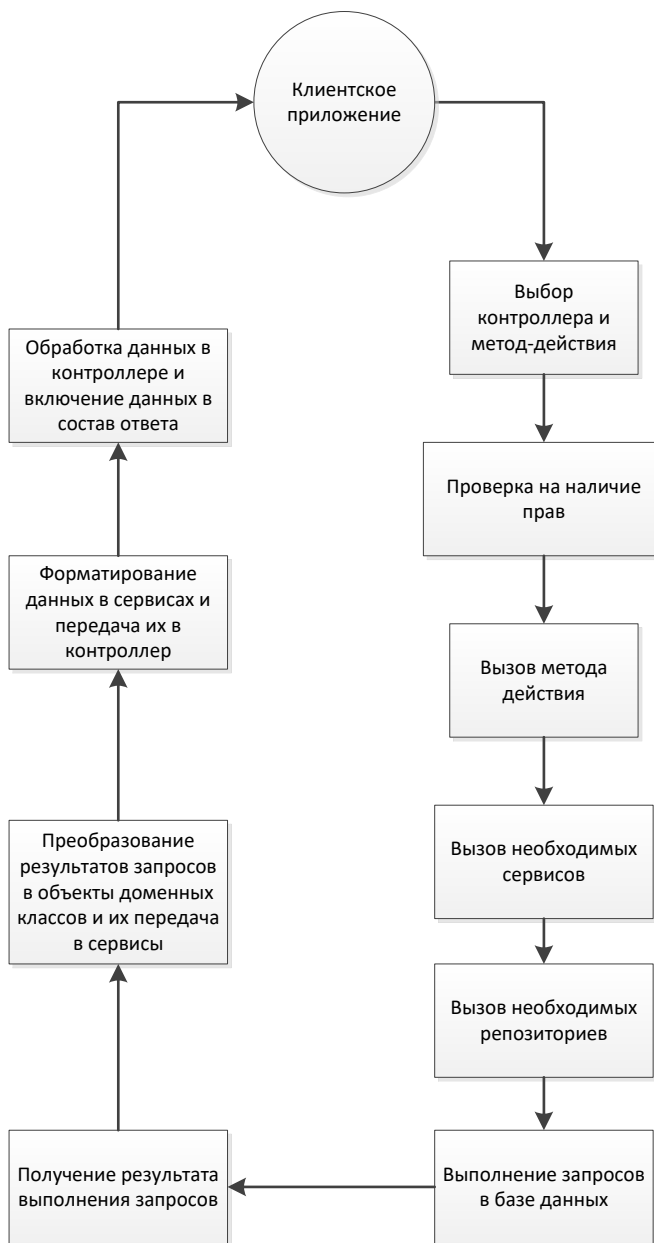 Клиентское
приложение
Выбор
контроллера и
метод-действия
Проверка на наличие
прав
Вызов метода
действия
Вызов необходимых
сервисов
Вызов необходимых
репозиториев
Выполнение запросов
в базе данных
Получение результата
выполнения запросов
Преобразование
результатов запросов
в объекты доменных
классов и их передача
в сервисы
Форматирование
данных в сервисах и
передача их в
контроллер
Обработка данных в
контроллере и
включение данных в
состав ответа